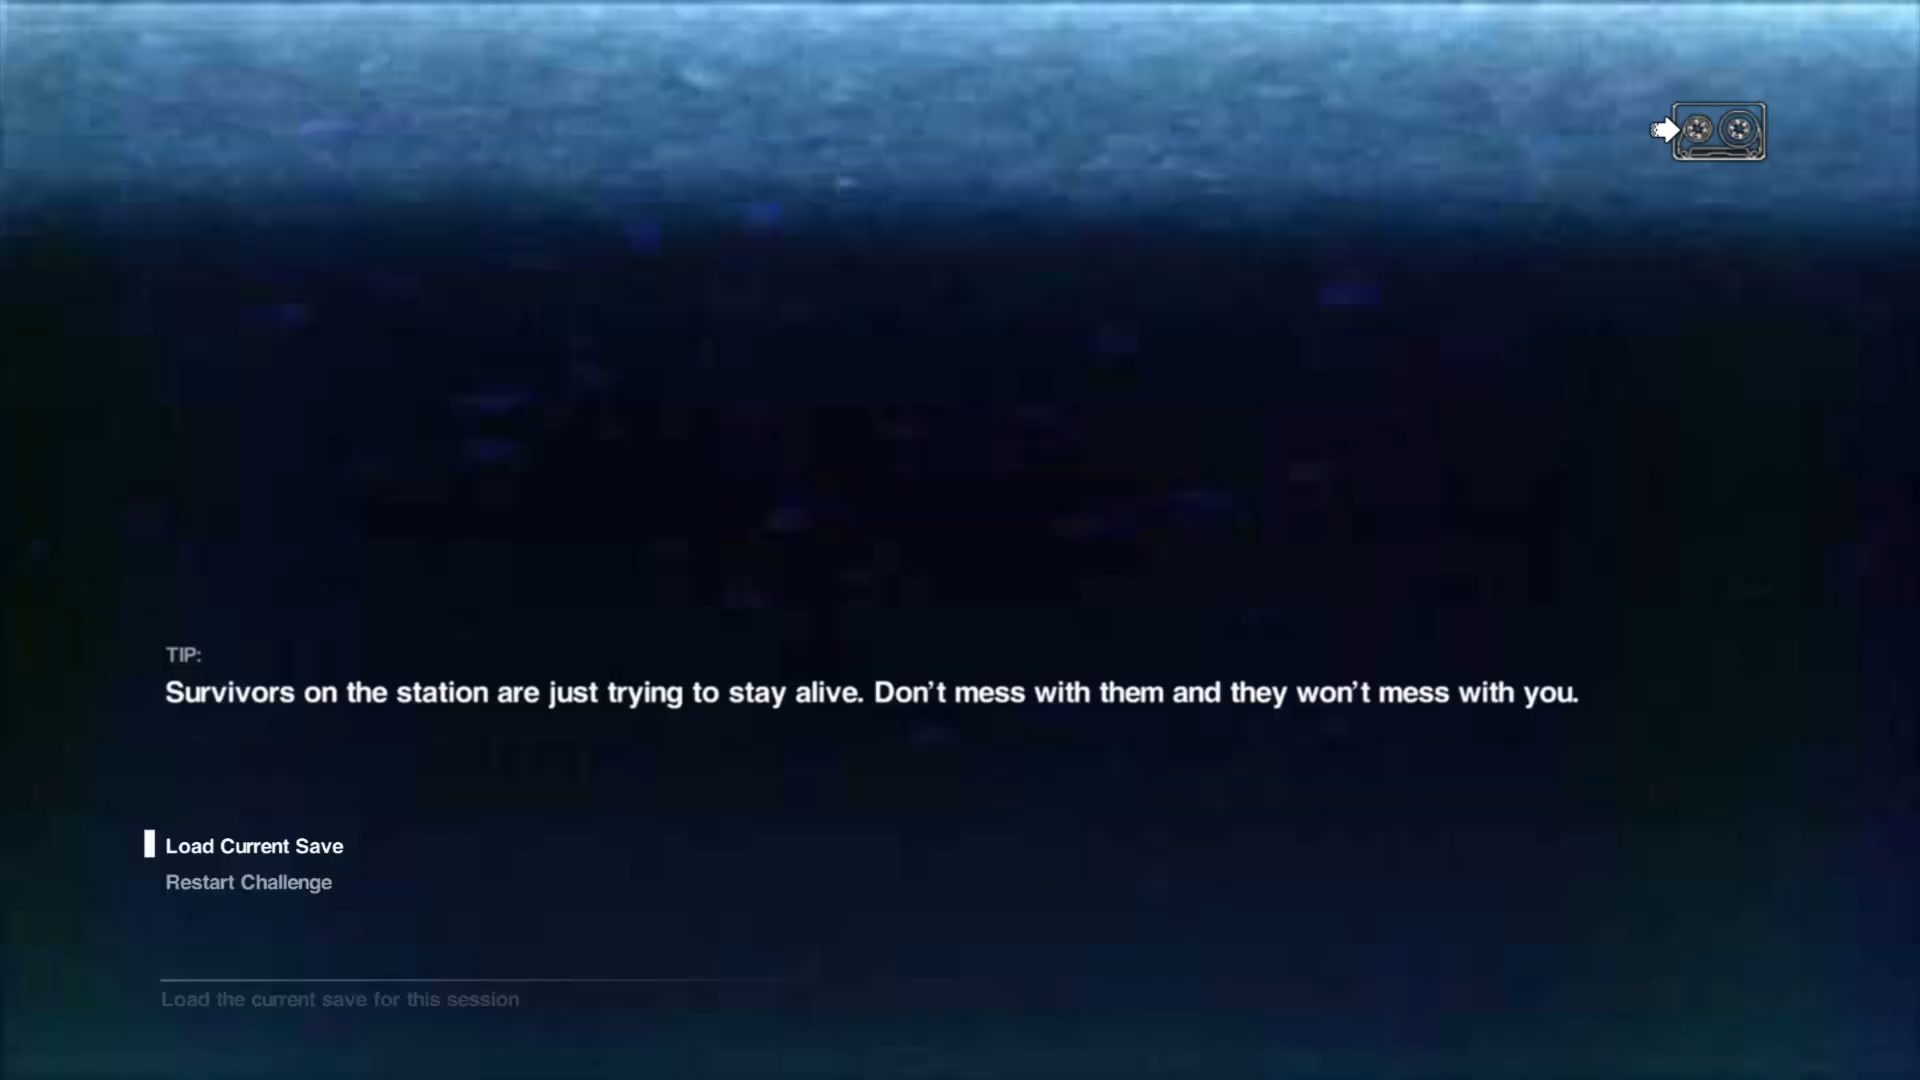 TIP:
Survivors on the station are just trying to stay alive. Don't mess with them and they won't mess with you.
Load Current Save
Restart Challenge
Load the current save for this session